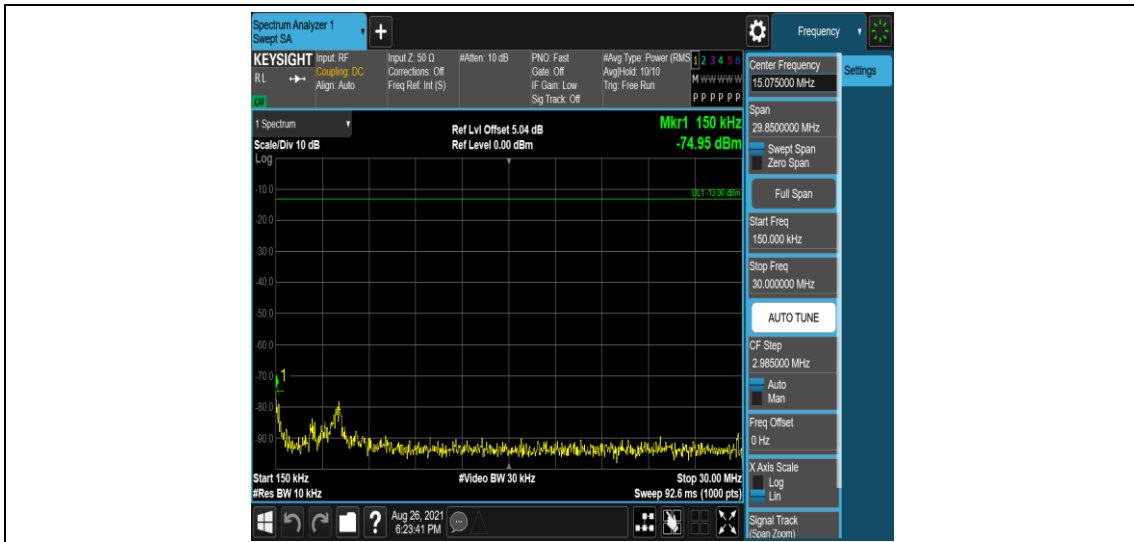 Spectrum Analyzer 1
Swept SA
+
Frequency
KEYSIGHT
RL
LM
Input: RF
Coupling: DC
Align: Auto
Input Z: 50 Ω
Corrections: Off
Freq Ref: Int (S)
#Atten: 10 dB
PNO: Fast
Gate: Off
IF Gain: Low
Sig Track: Off
#Avg Type: Power (RMS
Avg|Hold: 10/10
Trig: Free Run
1 2 3 4 5 6
M W W W W W
P P P P P P
Center Frequency
15.075000 MHz
Settings
Span
29.8500000 MHz
Swept Span
Zero Span
Full Span
Start Freq
150.000 kHz
Stop Freq
30.000000 MHz
AUTO TUNE
CF Step
2.985000 MHz
Auto
Man
Freq Offset
0 Hz
X Axis Scale
Log
Lin
Signal Track
(Span Zoom)
1 Spectrum
Scale/Div 10 dB
Log
Ref Lvl Offset 5.04 dB
Ref Level 0.00 dBm
Mkr1 150 kHz
-74.95 dBm
DL1 -13.00 dBm
-10.0
-20.0
-30.0
-40.0
-50.0
-60.0
-70.0
1
-80.0
-90.0
Start 150 kHz
#Res BW 10 kHz
#Video BW 30 kHz
Stop 30.00 MHz
Sweep 92.6 ms (1000 pts)
?
Aug 26, 2021
6:23:41 PM